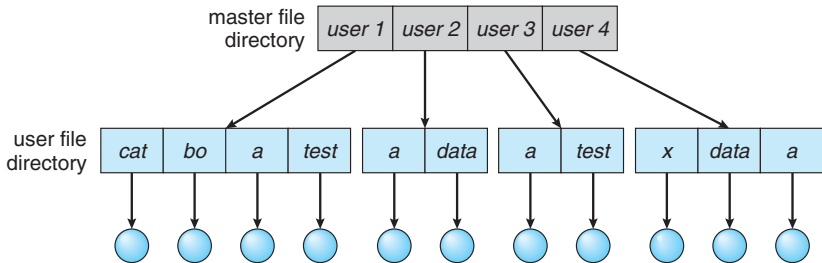 master file
directory
user 1 user 2 user 3 user 4
user file
directory
cat bo a test a data a test x data a